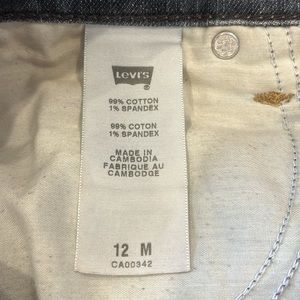 Levi's
®
99% COTTON
1% SPANDEX
99% COTON
1% SPANDEX
MADE IN
CAMBODIA
FABRIQUE AU
CAMBODGE
12 M
CA00342